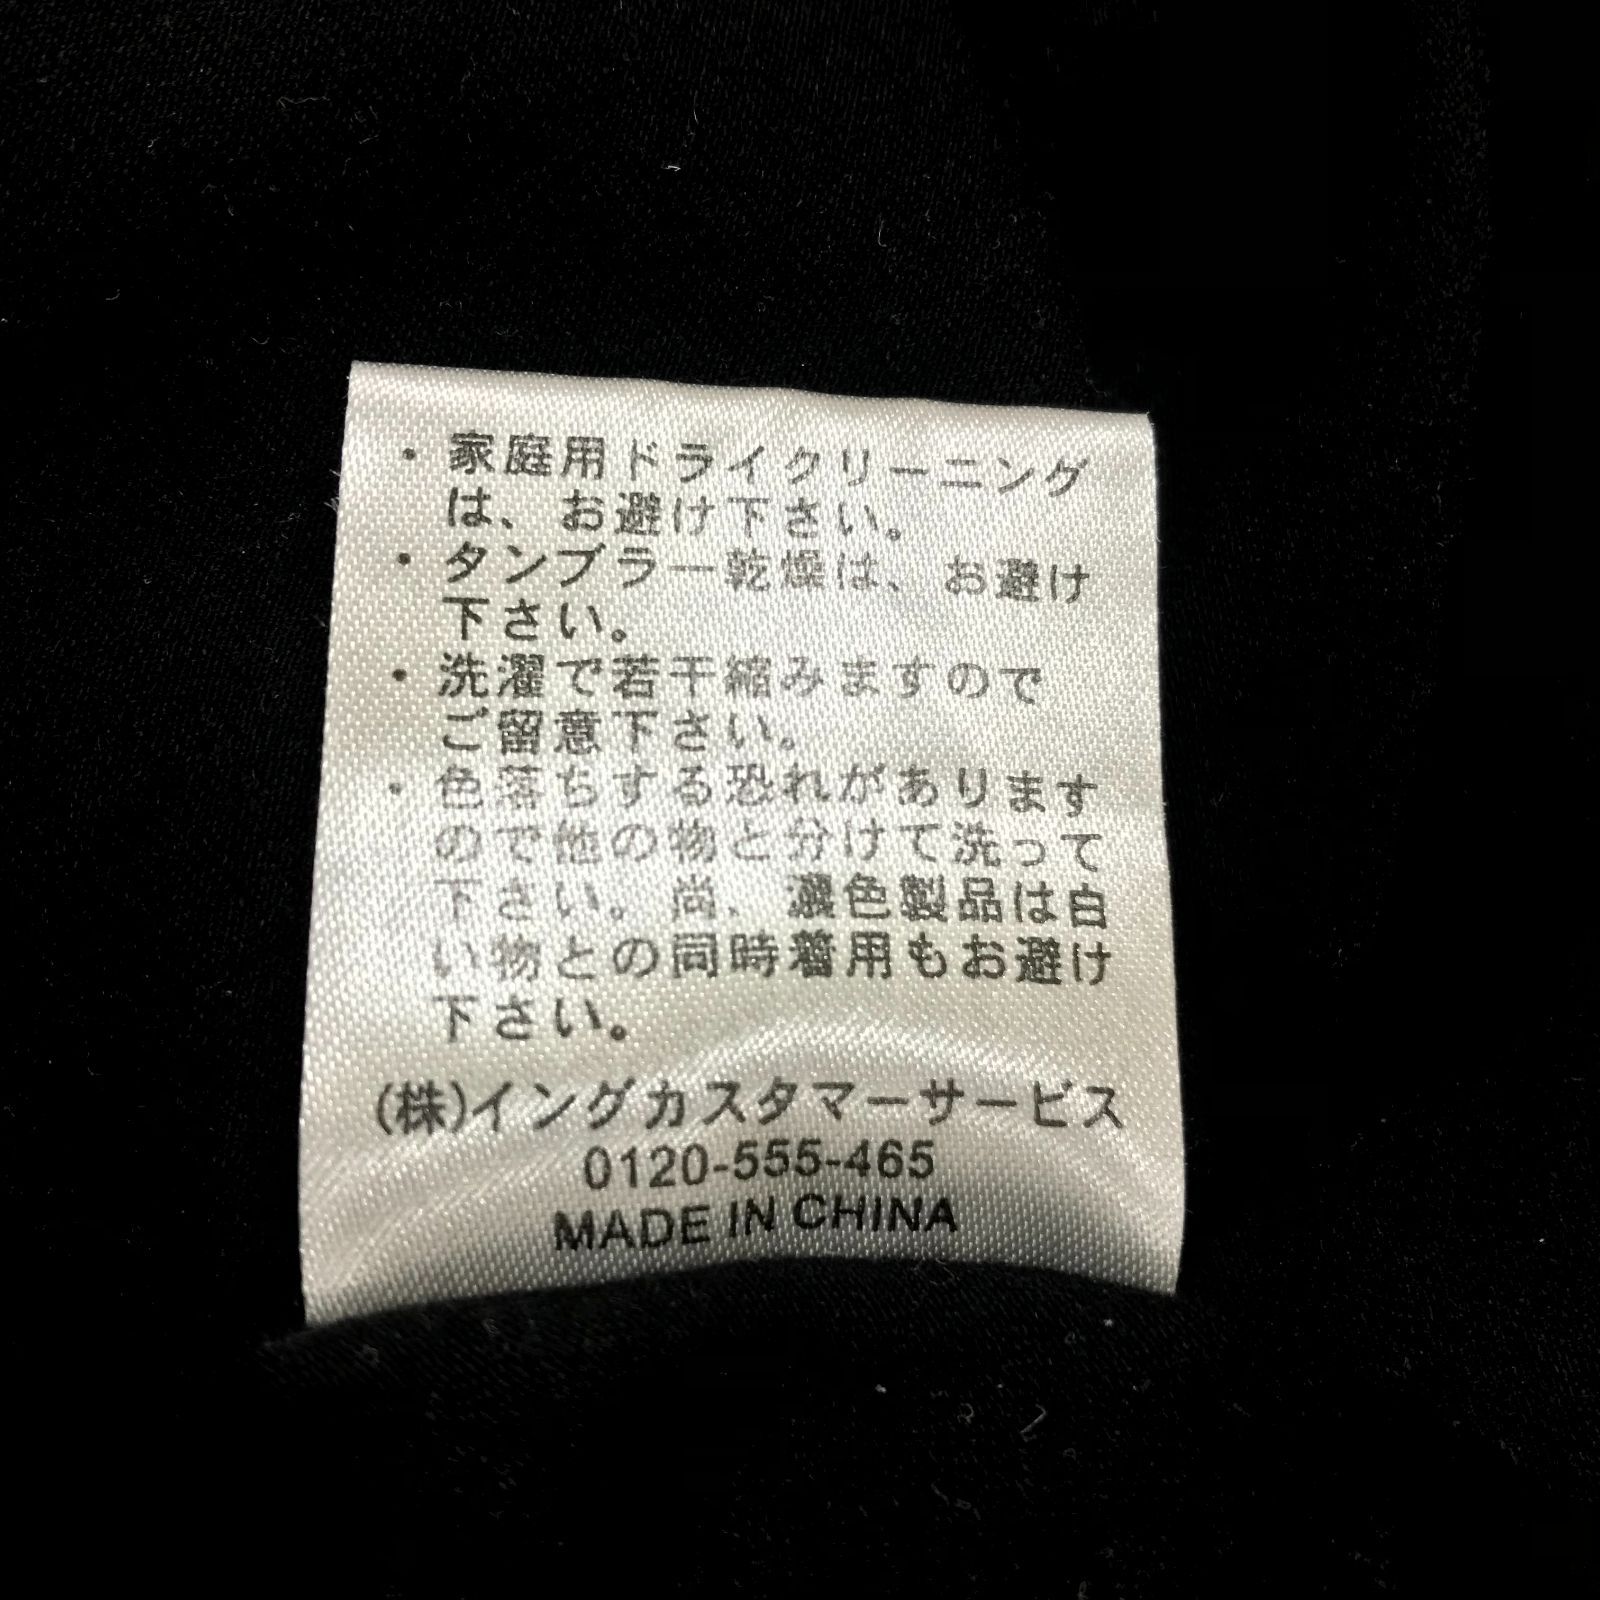 ・家庭用ドライクリーニング
は、お避け下さい。
・タンブラー乾燥は、お避け
下さい。
・洗濯で若干縮みますので
ご留意下さい。
・色落ちする恐れがあります
ので他の物と分けて洗って
下さい。尚、濃色製品は白
い物との同時着用もお避け
下さい。
(株)イングカスタマーサービス
0120-555-465
MADE IN CHINA